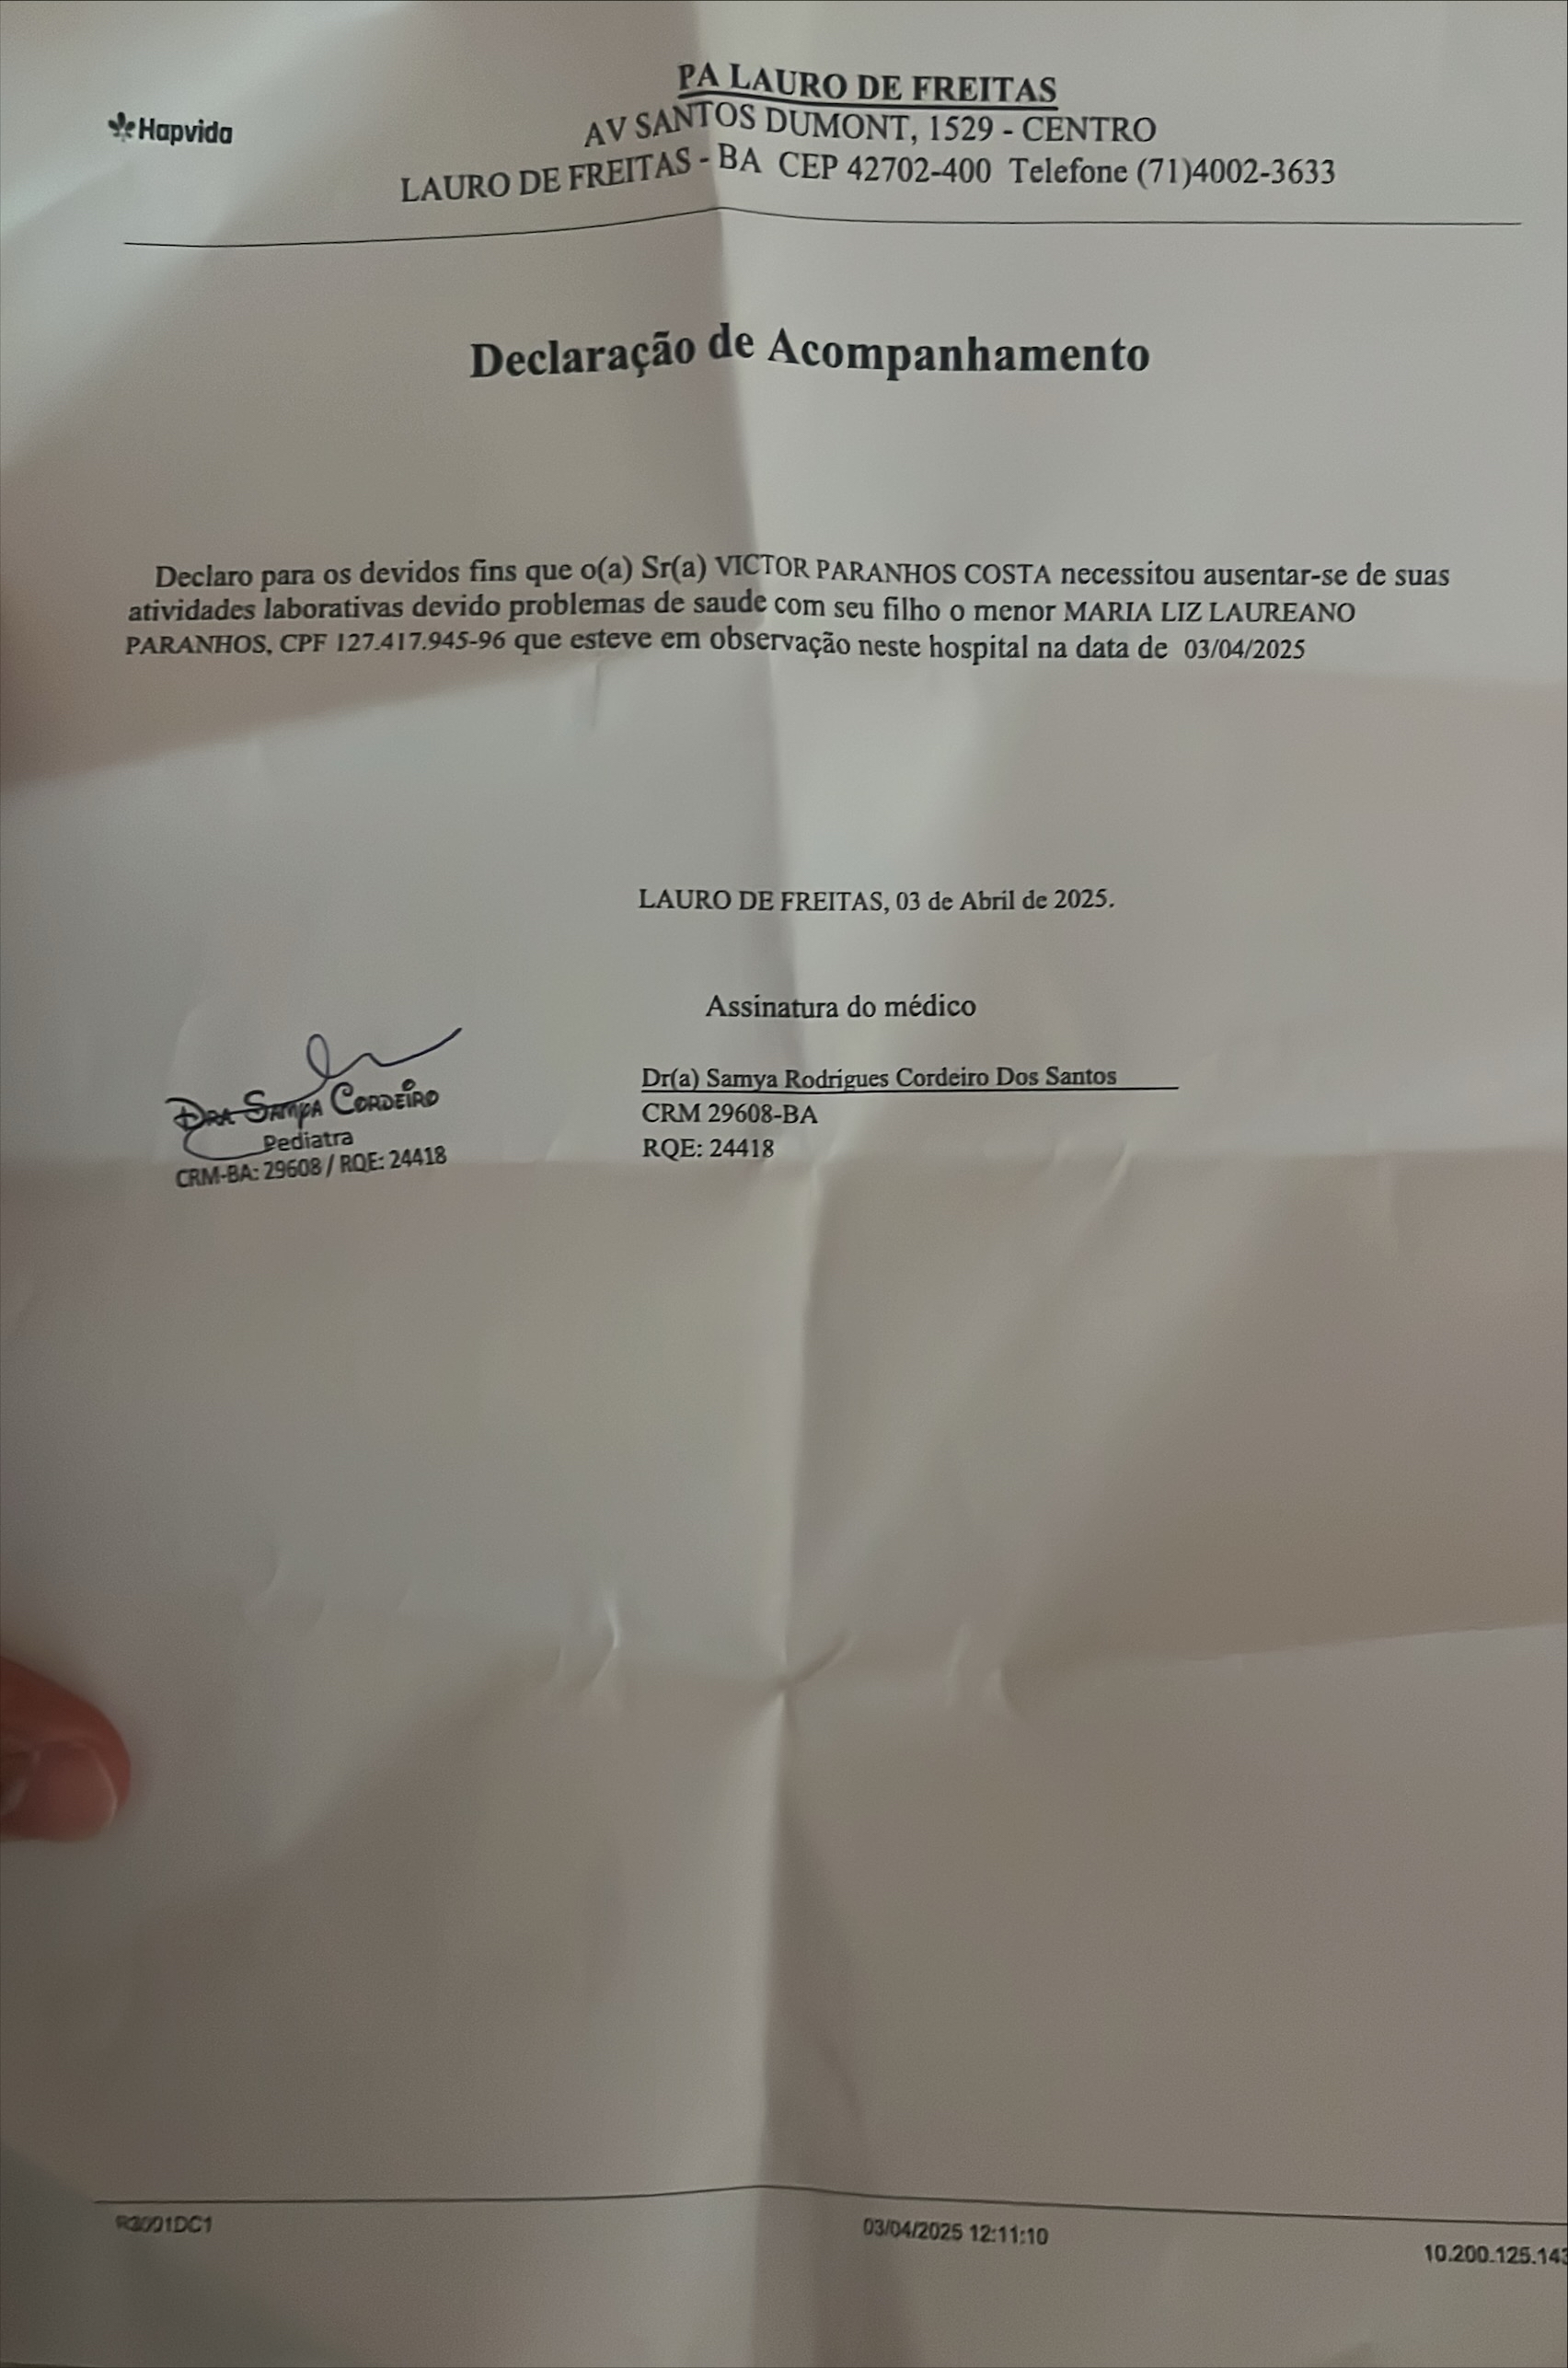 PA LAURO DE FREITAS
Hapvida
AV SANTOS DUMONT, 1529 - CENTRO
LAURO DE FREITAS - BA CEP 42702-400 Telefone (71)4002-3633
Declaração de Acompanhamento
Declaro para os devidos fins que o(a) Sr(a) VICTOR PARANHOS COSTA necessitou ausentar-se de suas
atividades laborativas devido problemas de saude com seu filho o menor MARIA LIZ LAUREANO
PARANHOS, CPF 127.417.945-96 que esteve em observação neste hospital na data de 03/04/2025
LAURO DE FREITAS, 03 de Abril de 2025.
Assinatura do médico
Dr(a) Samya Rodrigues Cordeiro Dos Santos
CRM 29608-BA
RQE: 24418
DRA SAMYA CORDEIRO
Pediatra
CRM-BA: 29608 / RQE: 24418
R3001DC1
03/04/2025 12:11:10
10.200.125.143